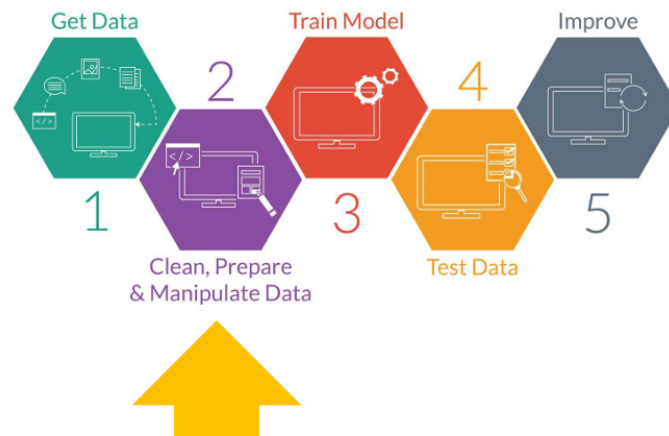 Get Data
1
2
Clean, Prepare
& Manipulate Data
Train Model
3
4
Test Data
Improve
5